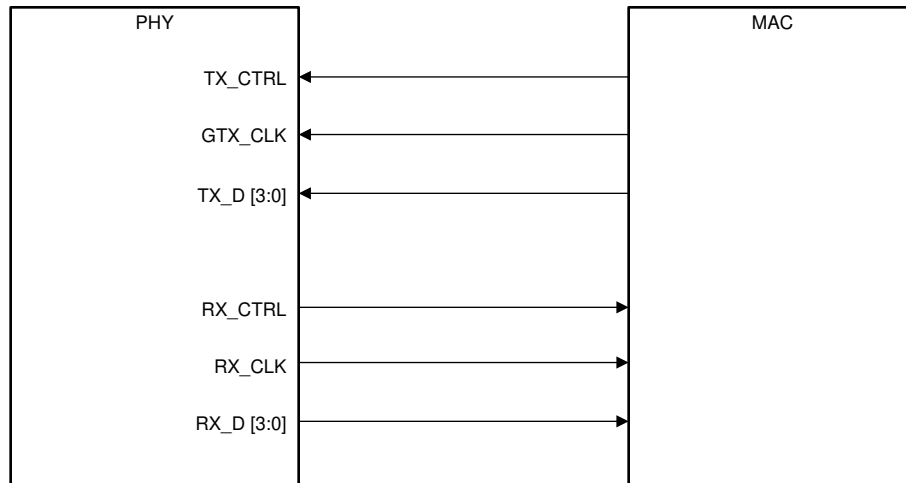 PHY
MAC
TX_CTRL
GTX_CLK
TX_D [3:0]
RX_CTRL
RX_CLK
RX_D [3:0]